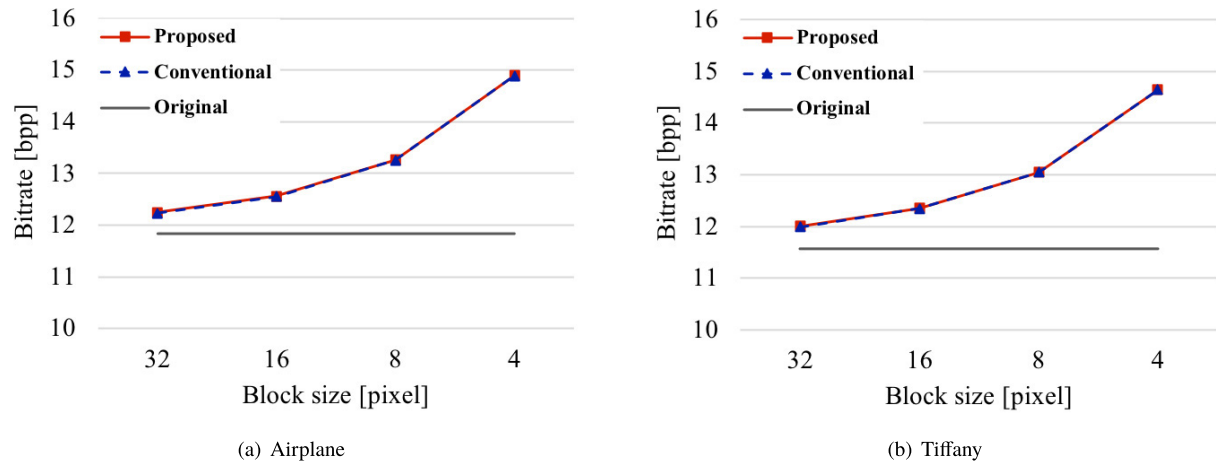 16
15
14
13
12
11
10
Bitrate [bpp]
Proposed
Conventional
Original
32 16 8 4
Block size [pixel]
(a) Airplane
16
15
14
13
12
11
10
Bitrate [bpp]
Proposed
Conventional
Original
32 16 8 4
Block size [pixel]
(b) Tiffany